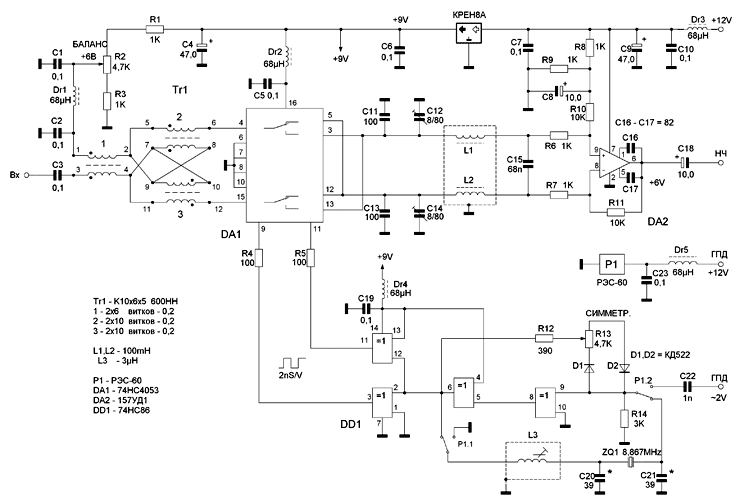 C1
0,1
БАЛАНС
+6В
R1
1K
R2
4,7K
R3
1K
Dr1
68µH
C2
0,1
C3
0,1
Вх
C4
47,0
Tr1
+9V
+9V
Dr2
68µH
C5 0,1
C6
0,1
КРЕН8А
C7
0,1
R8
1K
R9
1K
C8
10,0
R10
10K
C9
47,0
C10
0,1
Dr3
68µH
+12V
C16 - C17 = 82
C16
C17
C18
10,0
НЧ
+6V
DA2
R11
10K
R6 1K
R7 1K
C15
68n
L1
L2
C11
100
C12
8/80
C13
100
C14
8/80
1
2
3
1
2
3
4
5
6
7
8
9
10
11
12
16
4
6
7
8
10
15
5
3
12
13
9
11
DA1
9
8
7
1
6
5
2
R4
100
R5
100
+9V
Dr4
68µH
C19
0,1
14
13
11
=1
12
2nS/V
3
=1
2
1
7
DD1
=1
4
6
5
8
=1
9
10
P1
РЭС-60
C23
0,1
Dr5
68µH
ГПД
+12V
СИММЕТР.
R12
390
R13
4,7K
D1
D2
D1,D2 = КД522
P1.2
C22
1n
ГПД
~2V
R14
3K
P1.1
L3
ZQ1 8,867MHz
C20 *
39
C21 *
39
Tr1 - К10х6х5 600НН
1 - 2х6 витков - 0,2
2 - 2х10 витков - 0,2
3 - 2х10 витков - 0,2
L1,L2 - 100mH
L3 - 3µH
P1 - РЭС-60
DA1 - 74HC4053
DA2 - 157УД1
DD1 - 74HC86